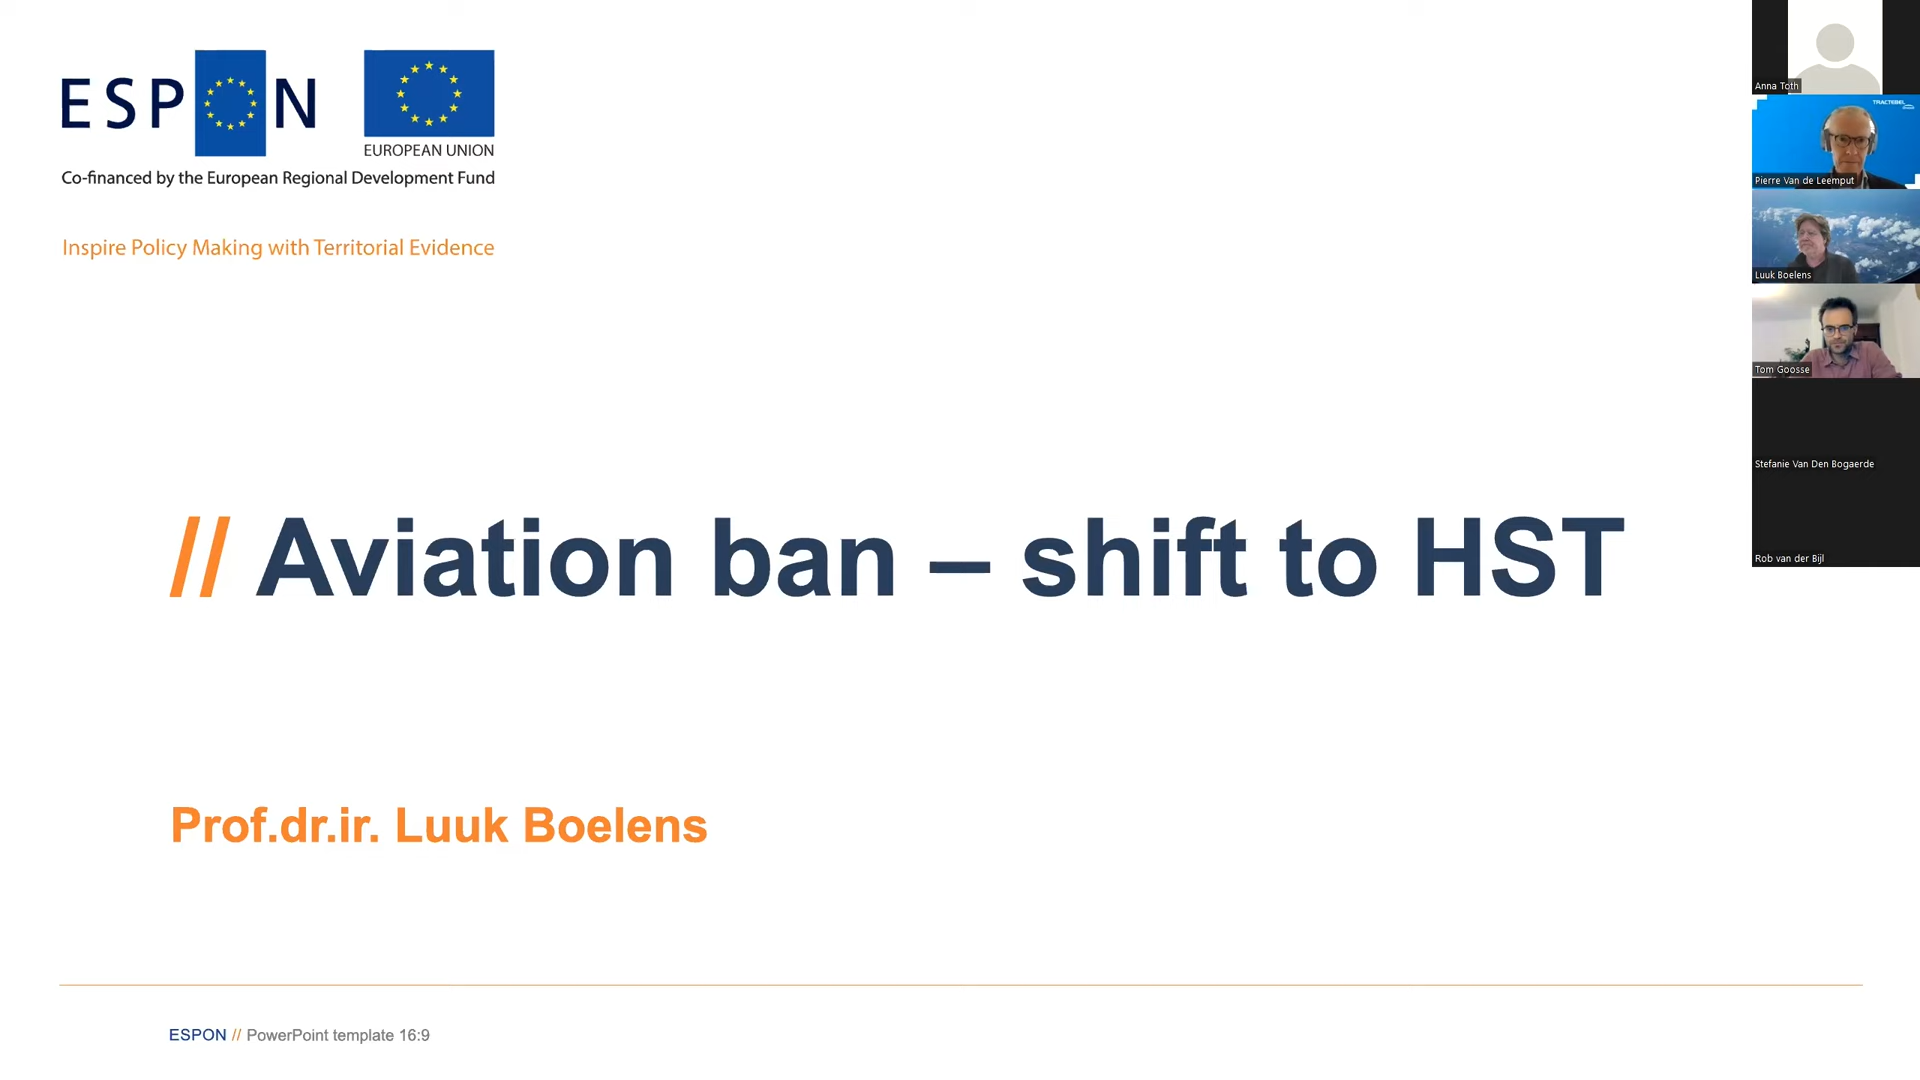 ESPON
EUROPEAN UNION
Co-financed by the European Regional Development Fund
Inspire Policy Making with Territorial Evidence
// Aviation ban – shift to HST
Prof.dr.ir. Luuk Boelens
ESPON // PowerPoint template 16:9
Anna Toth
TRACTEBEL
Pierre Van de Leemput
Luuk Boelens
Tom Goosse
Stefanie Van Den Bogaerde
Rob van der Bijl